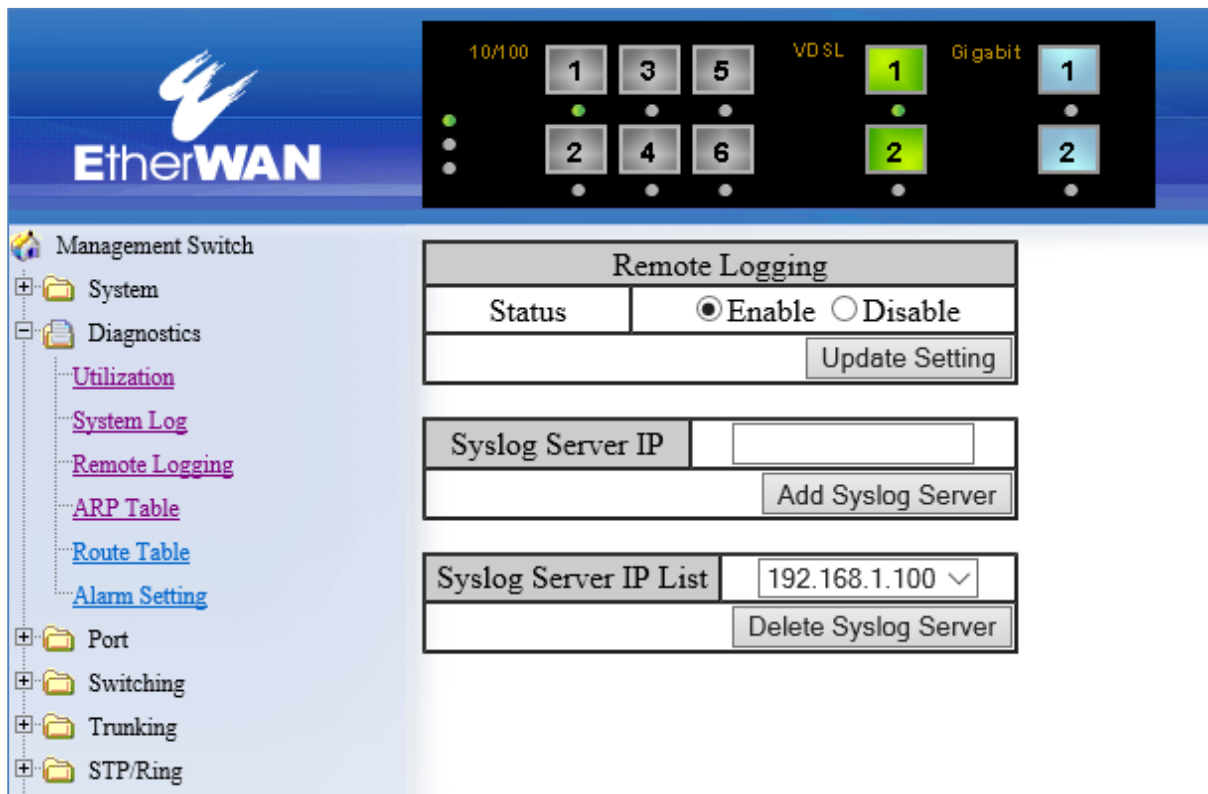 EtherWAN
10/100 1 3 5 VDSL 1 Gigabit 1
2 4 6 2 2
Management Switch
System
Diagnostics
Utilization
System Log
Remote Logging
ARP Table
Route Table
Alarm Setting
Port
Switching
Trunking
STP/Ring
Remote Logging
Status Enable Disable
Update Setting
Syslog Server IP
Add Syslog Server
Syslog Server IP List 192.168.1.100
Delete Syslog Server